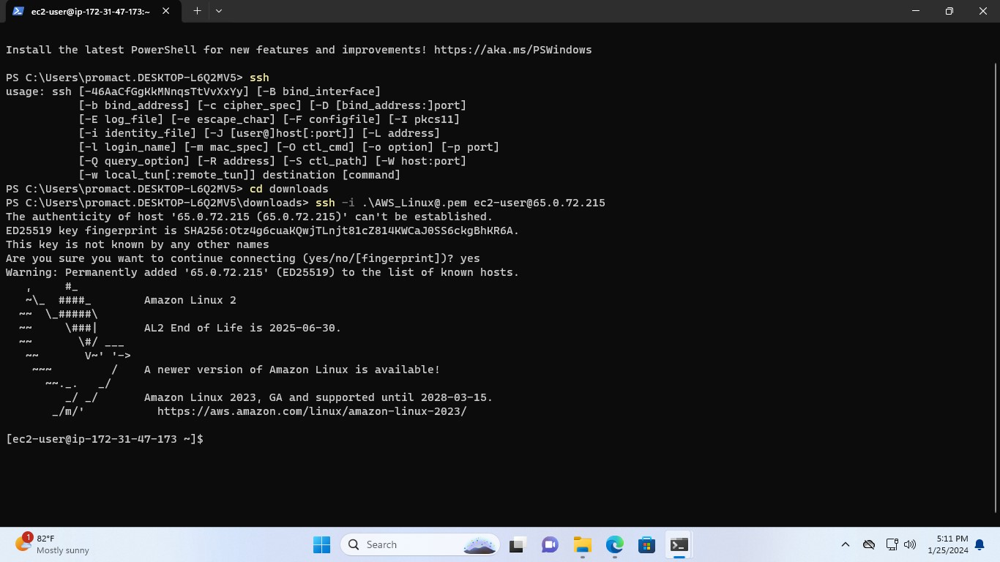 ec2-user@ip-172-31-47-173:~
Install the latest PowerShell for new features and improvements! https://aka.ms/PSWindows
PS C:\Users\promact.DESKTOP-L6Q2MV5> ssh
usage: ssh [-46AaCfGgKkMNnqsTtVvXxYy] [-B bind_interface]
           [-b bind_address] [-c cipher_spec] [-D [bind_address:]port]
           [-E log_file] [-e escape_char] [-F configfile] [-I pkcs11]
           [-i identity_file] [-J [user@]host[:port]] [-L address]
           [-l login_name] [-m mac_spec] [-O ctl_cmd] [-o option] [-p port]
           [-Q query_option] [-R address] [-S ctl_path] [-W host:port]
           [-w local_tun[:remote_tun]] destination [command]
PS C:\Users\promact.DESKTOP-L6Q2MV5> cd downloads
PS C:\Users\promact.DESKTOP-L6Q2MV5\downloads> ssh -i .\AWS_Linux@.pem ec2-user@65.0.72.215
The authenticity of host '65.0.72.215 (65.0.72.215)' can't be established.
ED25519 key fingerprint is SHA256:Otz4g6cuaKQwjTLnjt81cZ814KWCaJ0SS6ckgBhKR6A.
This key is not known by any other names
Are you sure you want to continue connecting (yes/no/[fingerprint])? yes
Warning: Permanently added '65.0.72.215' (ED25519) to the list of known hosts.
   ,     #_
   ~\_  ####_        Amazon Linux 2
  ~~  \_#####\
  ~~     \###|       AL2 End of Life is 2025-06-30.
  ~~       \#/ ___
   ~~       V~' '->
    ~~~         /    A newer version of Amazon Linux is available!
      ~~._.   _/
         _/ _/       Amazon Linux 2023, GA and supported until 2028-03-15.
       _/m/'           https://aws.amazon.com/linux/amazon-linux-2023/
[ec2-user@ip-172-31-47-173 ~]$
1
82°F
Mostly sunny
Search
5:11 PM
1/25/2024